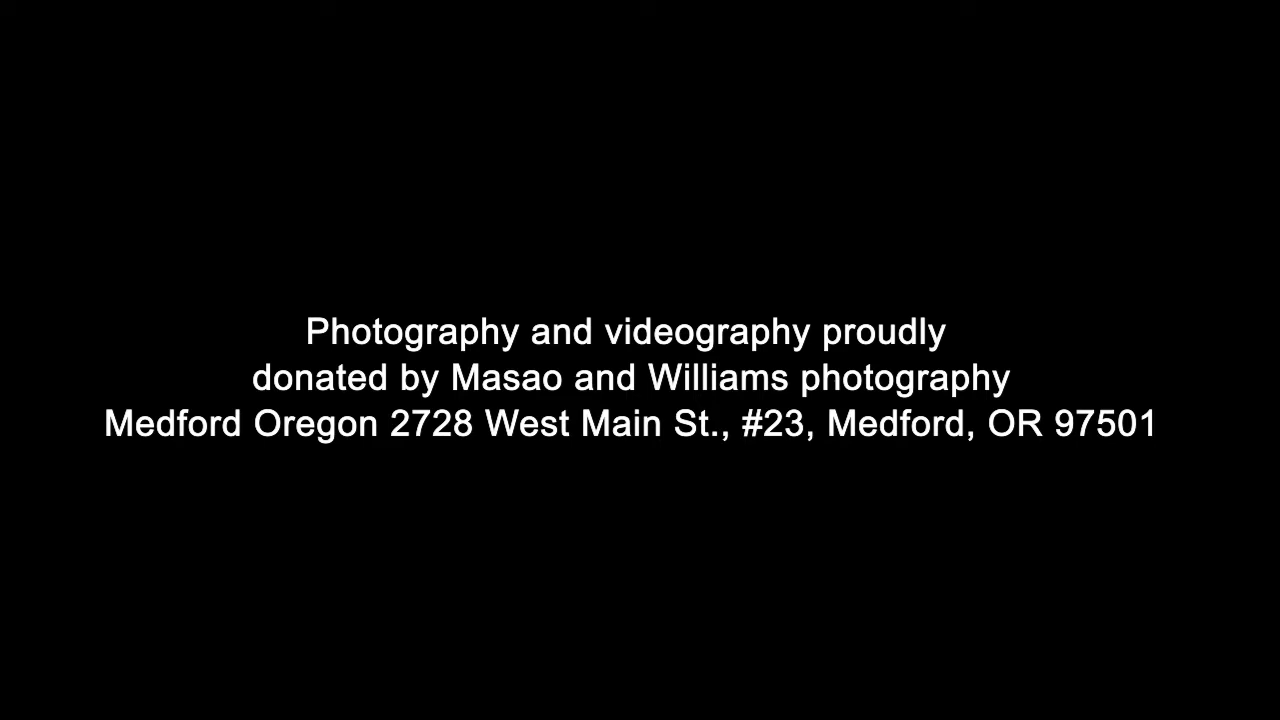 Photography and videography proudly
donated by Masao and Williams photography
Medford Oregon 2728 West Main St., #23, Medford, OR 97501